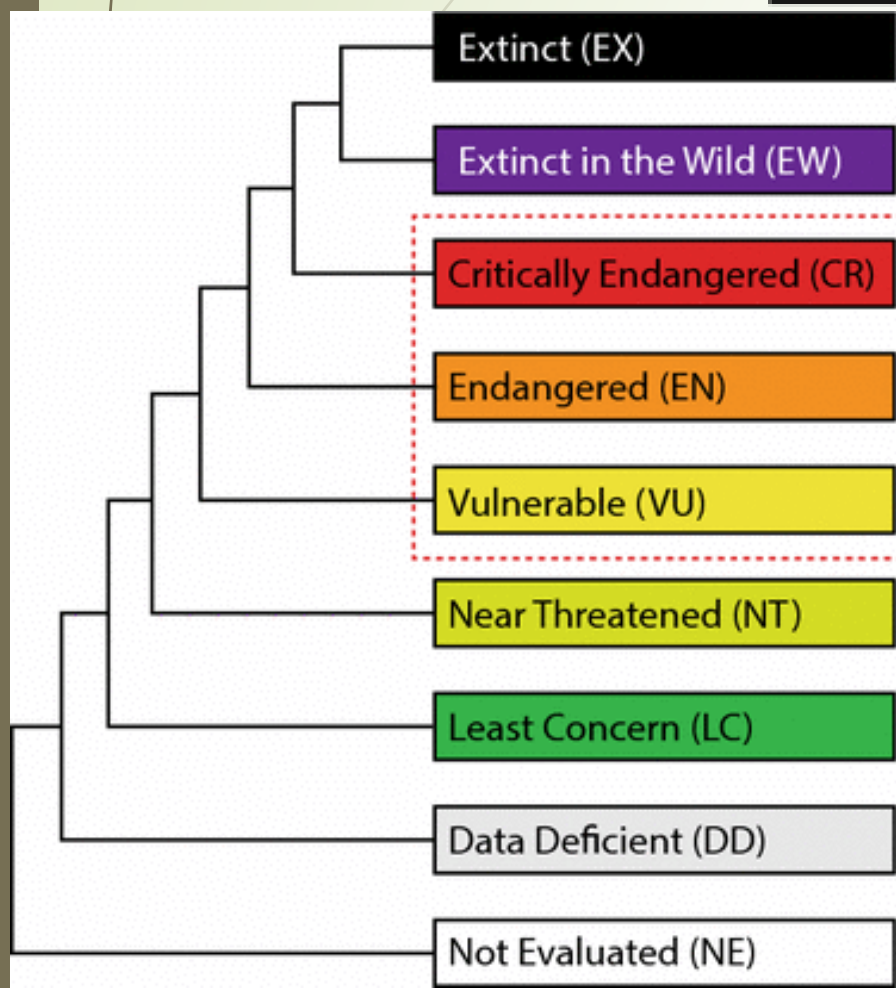 Extinct (EX)
Extinct in the Wild (EW)
Critically Endangered (CR)
Endangered (EN)
Vulnerable (VU)
Near Threatened (NT)
Least Concern (LC)
Data Deficient (DD)
Not Evaluated (NE)